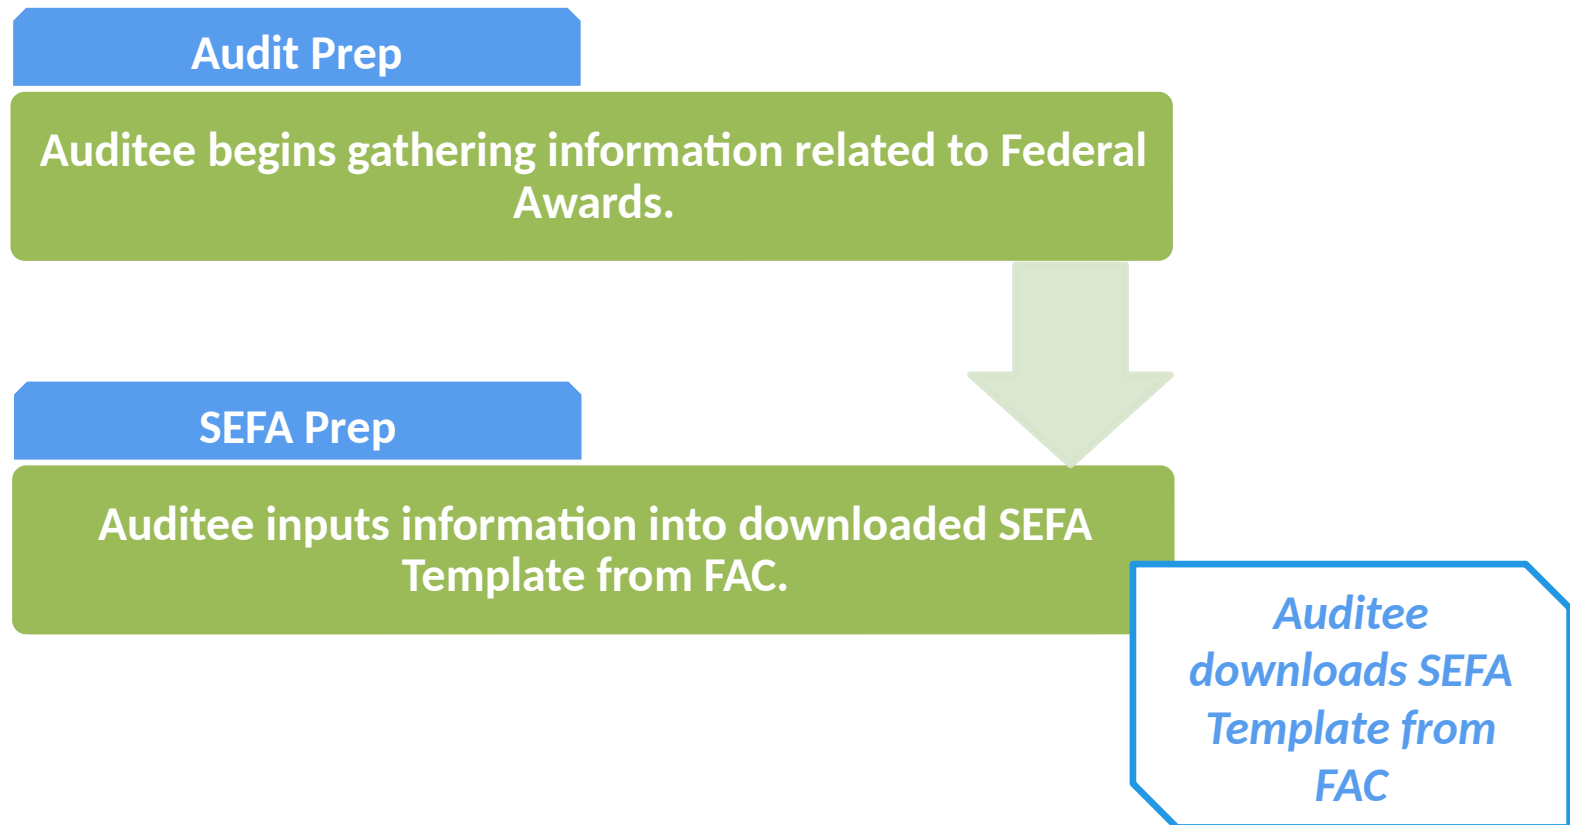 Audit Prep
Auditee begins gathering information related to Federal
Awards.
SEFA Prep
Auditee inputs information into downloaded SEFA
Template from FAC.
Auditee
downloads SEFA
Template from
FAC